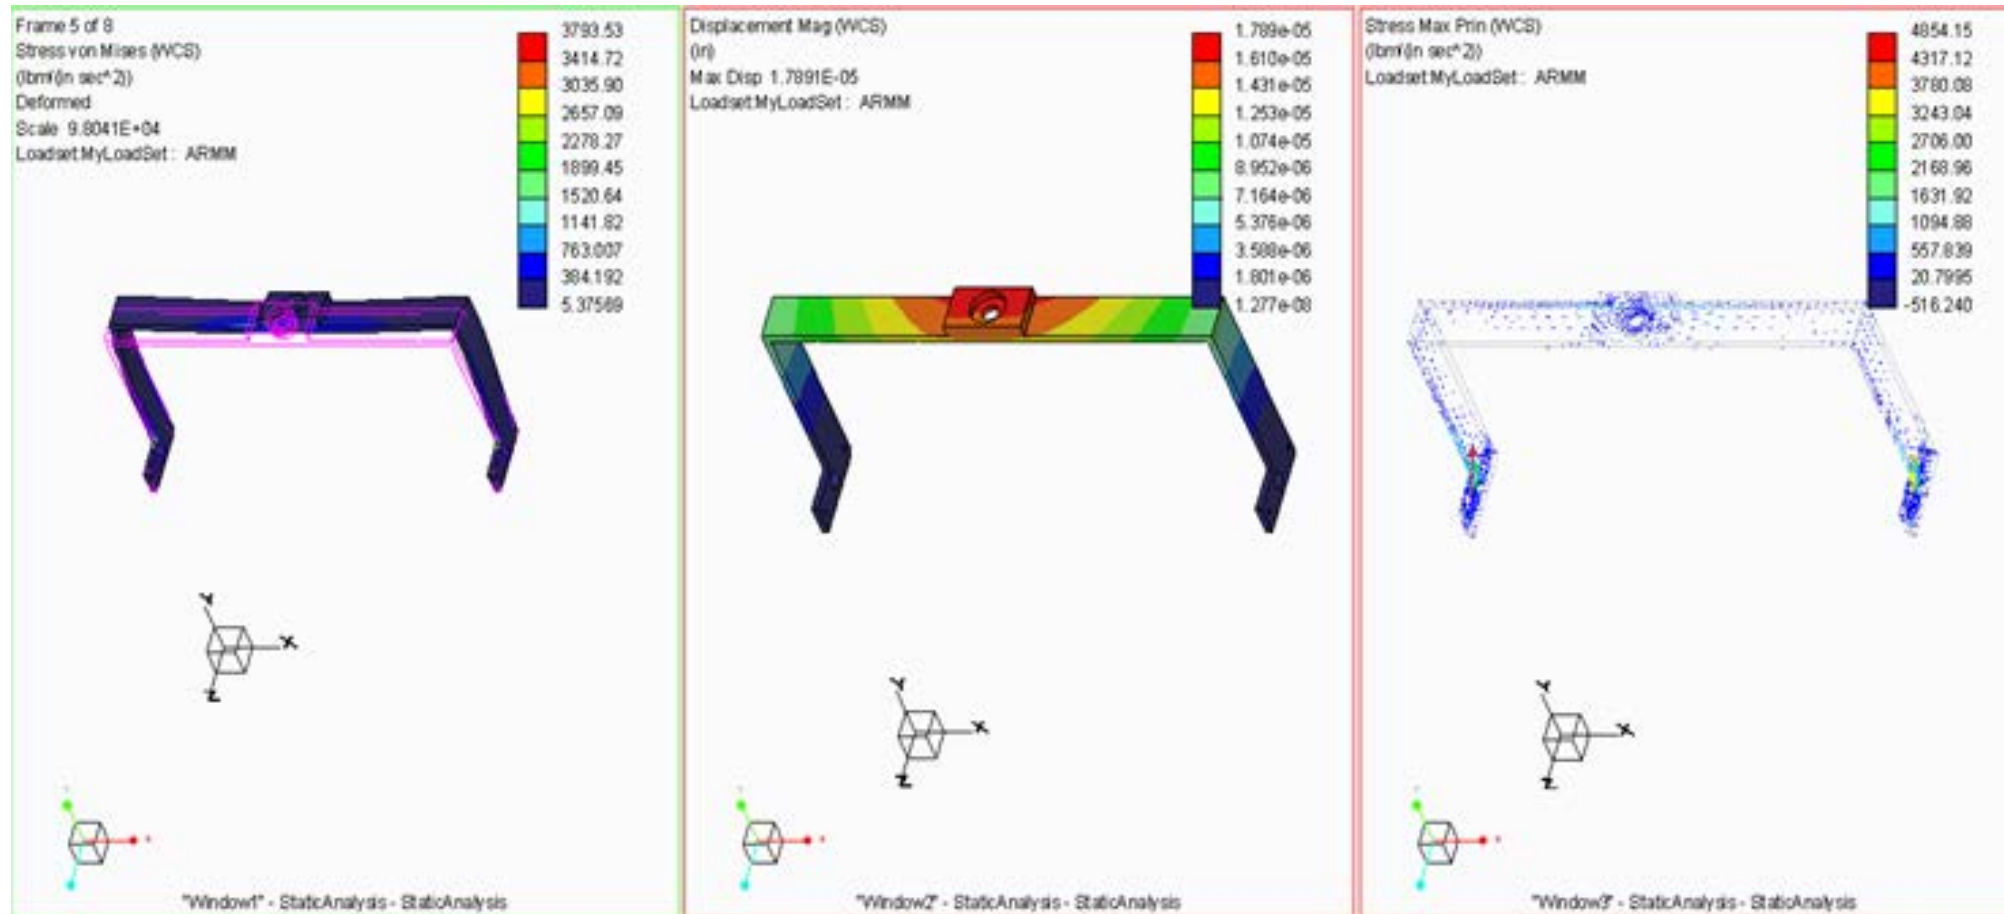 Frame 5 of 8
Stress von Mises (WCS)
(lbm/(in sec^2))
Deformed
Scale 9.8041E+04
Loadset:MyLoadSet : ARMM
3793.53
3414.72
3035.90
2657.09
2278.27
1899.45
1520.64
1141.82
763.007
384.192
5.37569
Y
X
Z
"Window1" - StaticAnalysis - StaticAnalysis
Displacement Mag (WCS)
(in)
Max Disp 1.7891E-05
Loadset:MyLoadSet : ARMM
1.789e-05
1.610e-05
1.431e-05
1.253e-05
1.074e-05
8.952e-06
7.164e-06
5.376e-06
3.588e-06
1.801e-06
1.277e-08
Y
X
Z
"Window2" - StaticAnalysis - StaticAnalysis
Stress Max Prin (WCS)
(lbm/(in sec^2))
Loadset:MyLoadSet : ARMM
4854.15
4317.12
3780.08
3243.04
2706.00
2168.96
1631.92
1094.88
557.839
20.7995
-516.240
Y
X
Z
"Window3" - StaticAnalysis - StaticAnalysis